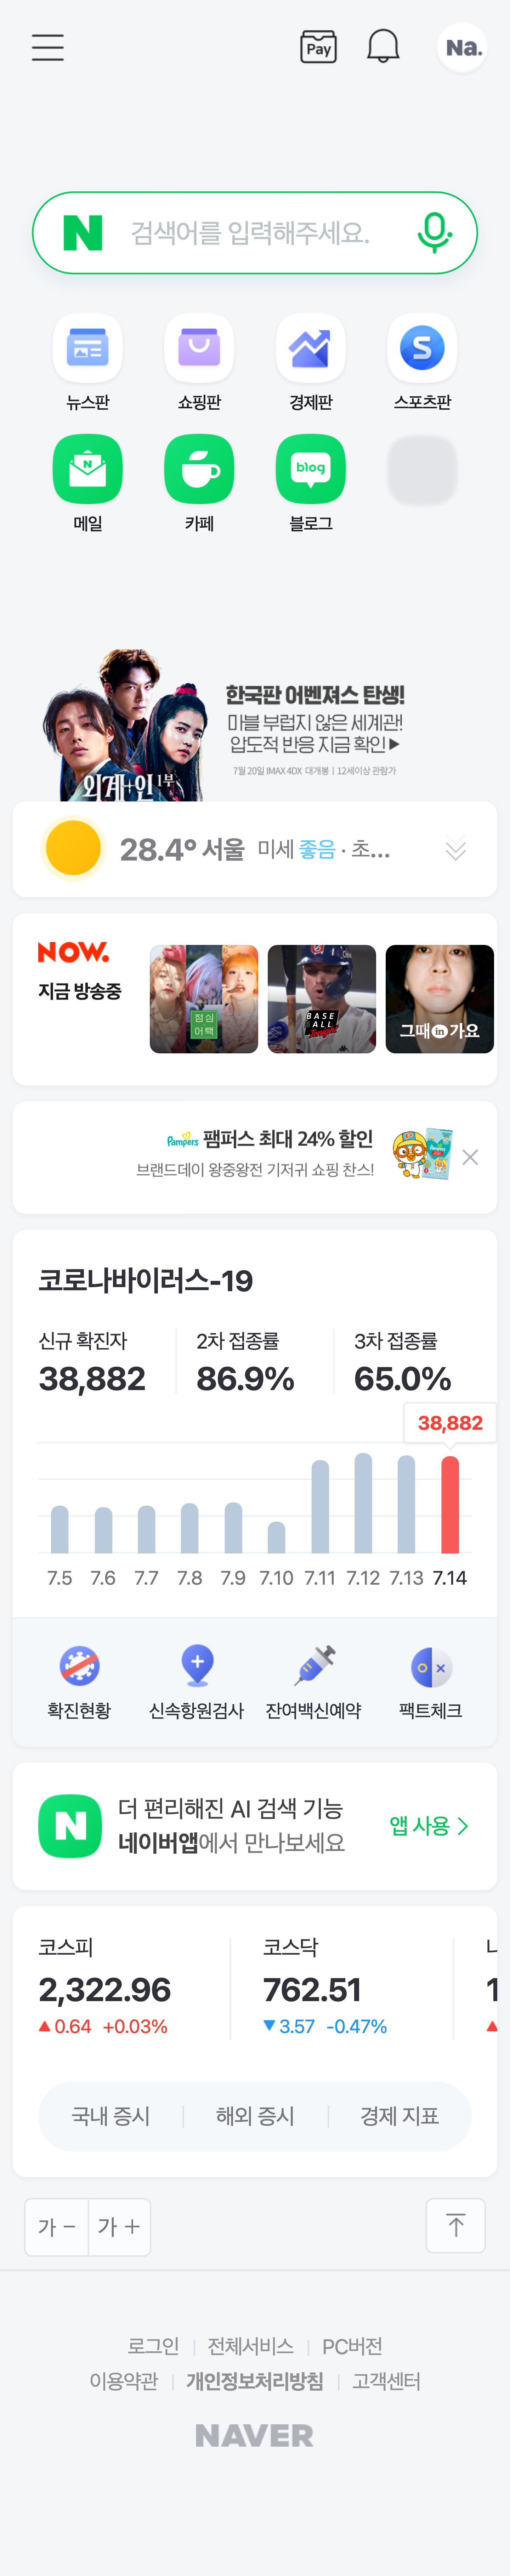 Pay
Na.
N 검색어를 입력해주세요.
S
뉴스판 쇼핑판 경제판 스포츠판
N
blog
메일 카페 블로그
한국판 어벤져스 탄생!
마블 부럽지 않은 세계관!
압도적 반응 지금 확인▶
7월 20일 IMAX 4DX 대개봉 | 12세이상 관람가
외계+인 1부
28.4° 서울 미세 좋음 · 초...
NOW.
지금 방송중
점심
어택
BASE
BALL
Tonight
그때in가요
Pampers 팸퍼스 최대 24% 할인
브랜드데이 왕중왕전 기저귀 쇼핑 찬스!
코로나바이러스-19
신규 확진자 2차 접종률 3차 접종률
38,882 86.9% 65.0%
38,882
7.5 7.6 7.7 7.8 7.9 7.10 7.11 7.12 7.13 7.14
확진현황 신속항원검사 잔여백신예약 팩트체크
N
더 편리해진 AI 검색 기능
네이버앱에서 만나보세요
앱 사용 >
코스피 코스닥
2,322.96 762.51 1
▲0.64 +0.03% ▼3.57 -0.47% ▲
국내 증시 | 해외 증시 | 경제 지표
가 − 가 +
로그인 | 전체서비스 | PC버전
이용약관 | 개인정보처리방침 | 고객센터
NAVER